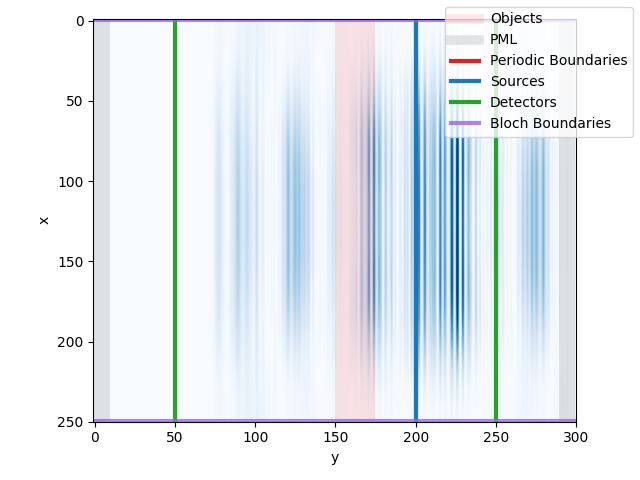 Objects
PML
Periodic Boundaries
Sources
Detectors
Bloch Boundaries
0
50
100
150
200
250
x
0
50
100
150
200
250
300
y